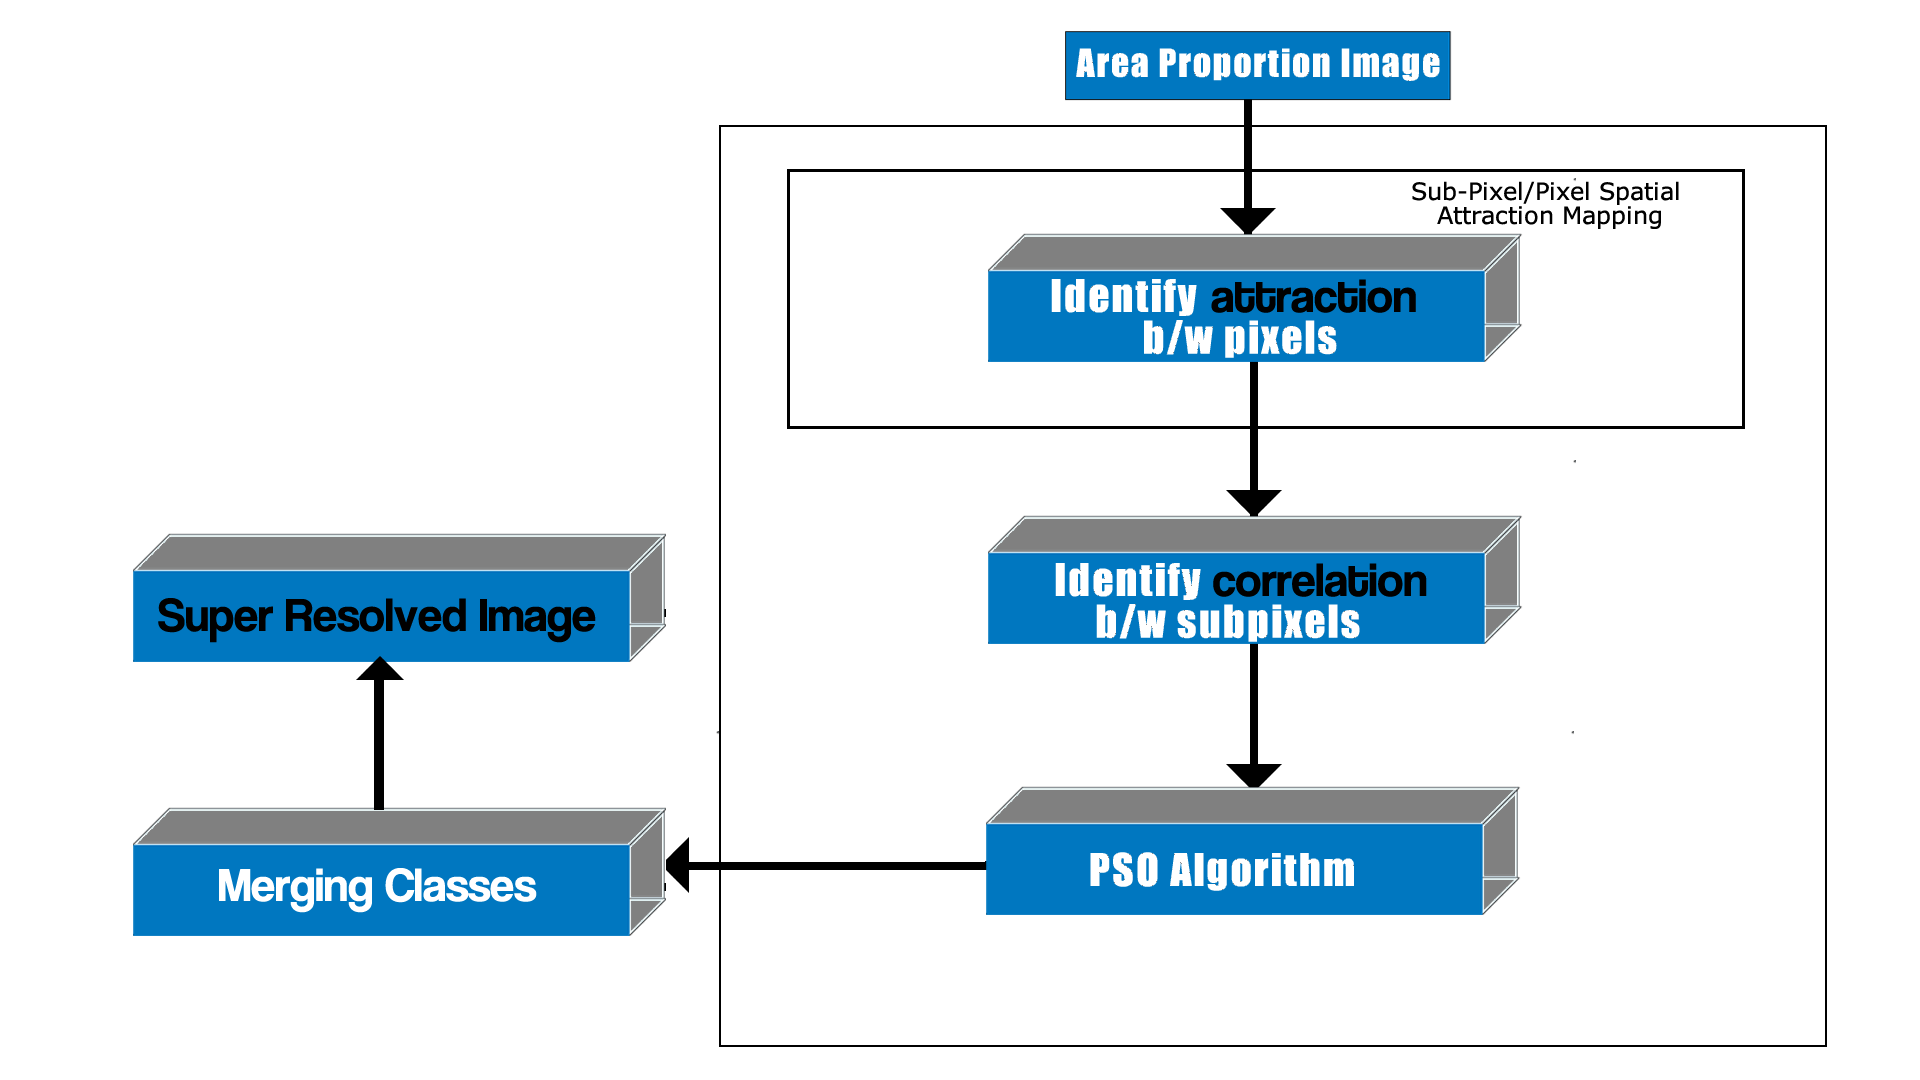 Area Proportion Image
Sub-Pixel/Pixel Spatial
Attraction Mapping
Identify attraction
b/w pixels
Identify correlation
b/w subpixels
Super Resolved Image
PSO Algorithm
Merging Classes